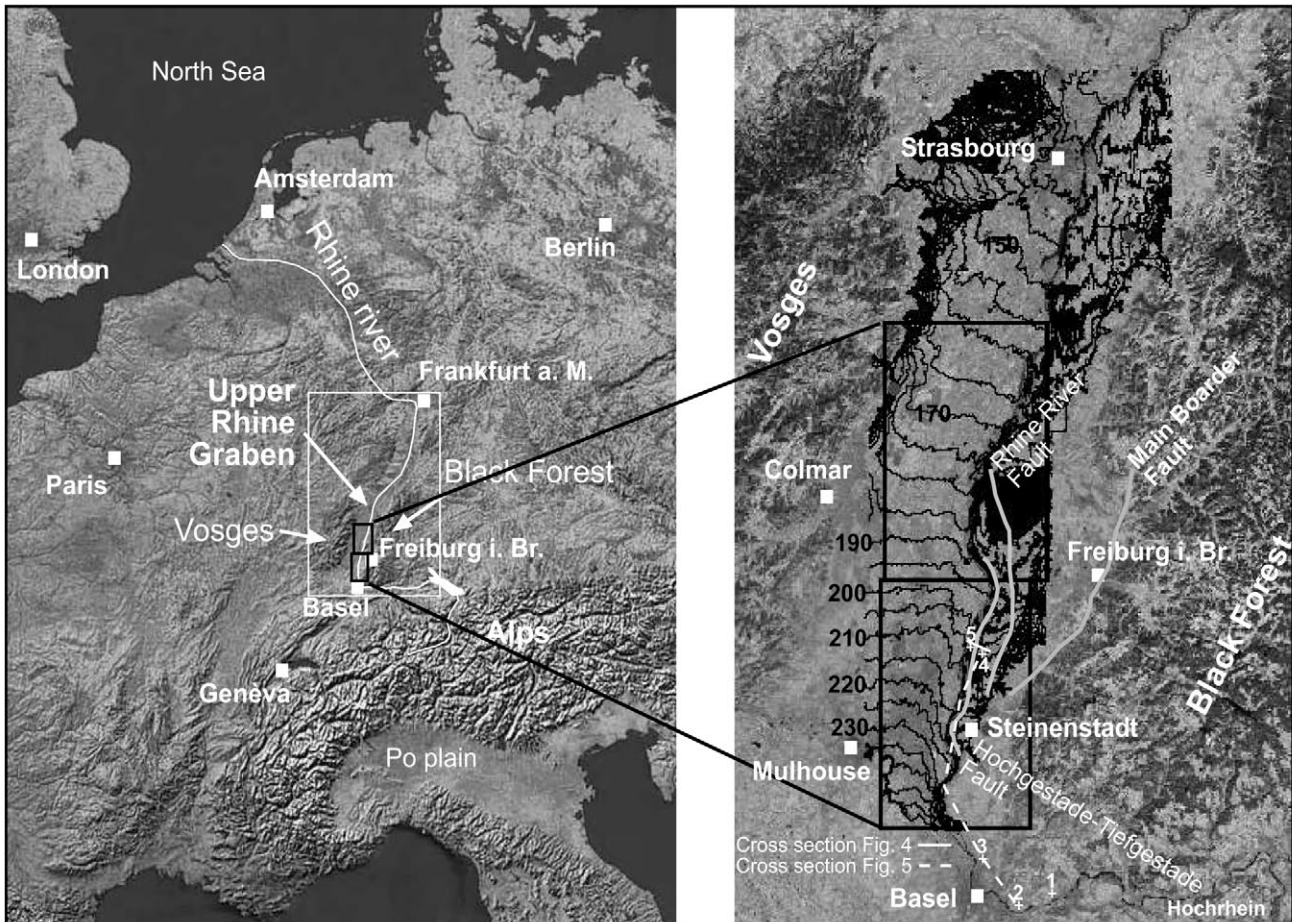 North Sea
Amsterdam
Berlin
London
Rhine river
Frankfurt a. M.
Upper
Rhine
Graben
Paris
Black Forest
Vosges
Freiburg i. Br.
Basel
Alps
Geneva
Po plain
Strasbourg
150
Vosges
170
Rhine River
Fault
Main Boarder
Fault
Colmar
190
Freiburg i. Br.
200
210
5
4
220
Black Forest
230
Steinenstadt
Mulhouse
Hochgestade-Tiefgestade
Fault
Cross section Fig. 4
Cross section Fig. 5
3
1
2
Basel
Hochrhein